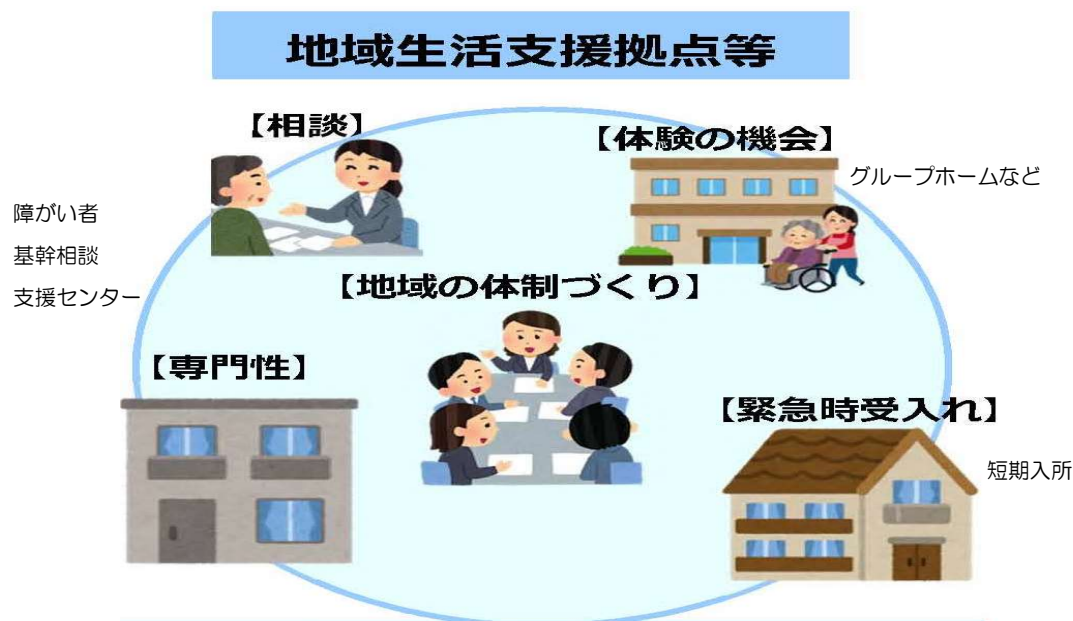 地域生活支援拠点等
【相談】
【体験の機会】
グループホームなど
障がい者
基幹相談
支援センター
【地域の体制づくり】
【専門性】
【緊急時受入れ】
短期入所